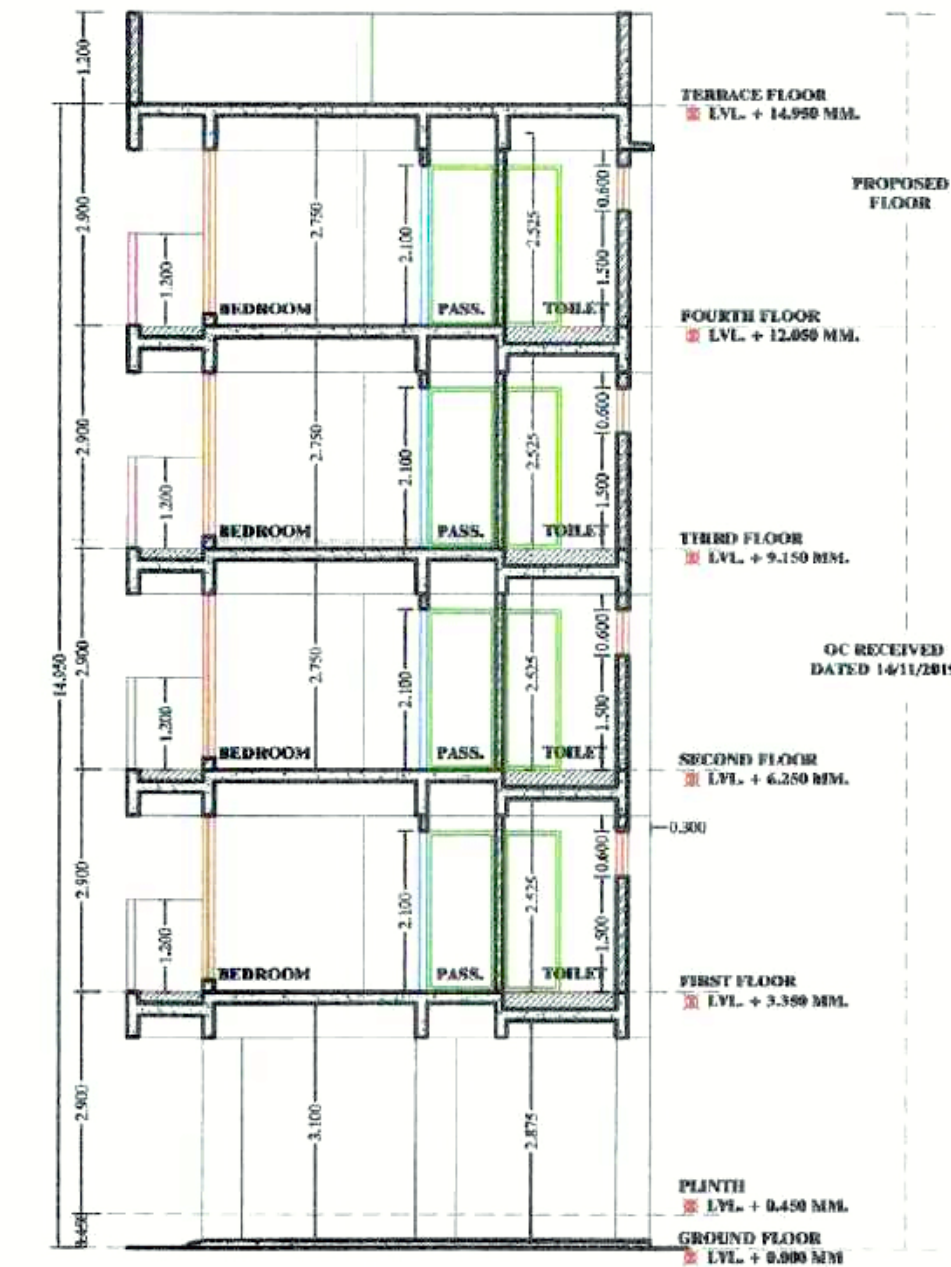 1.200
TERRACE FLOOR
LVL. + 14.950 MM.
PROPOSED
FLOOR
2.900
1.200
2.750
2.100
2.525
0.600
1.500
BEDROOM
PASS.
TOILET
FOURTH FLOOR
LVL. + 12.050 MM.
2.900
1.200
2.750
2.100
2.525
0.600
1.500
BEDROOM
PASS.
TOILET
THIRD FLOOR
LVL. + 9.150 MM.
14.950
2.900
1.200
2.750
2.100
2.525
0.600
1.500
BEDROOM
PASS.
TOILET
OC RECEIVED
DATED 14/11/2019
SECOND FLOOR
LVL. + 6.250 MM.
0.300
2.900
1.200
2.100
2.525
0.600
1.500
BEDROOM
PASS.
TOILET
FIRST FLOOR
LVL. + 3.350 MM.
2.900
3.100
2.875
PLINTH
LVL. + 0.450 MM.
0.450
GROUND FLOOR
LVL. + 0.000 MM